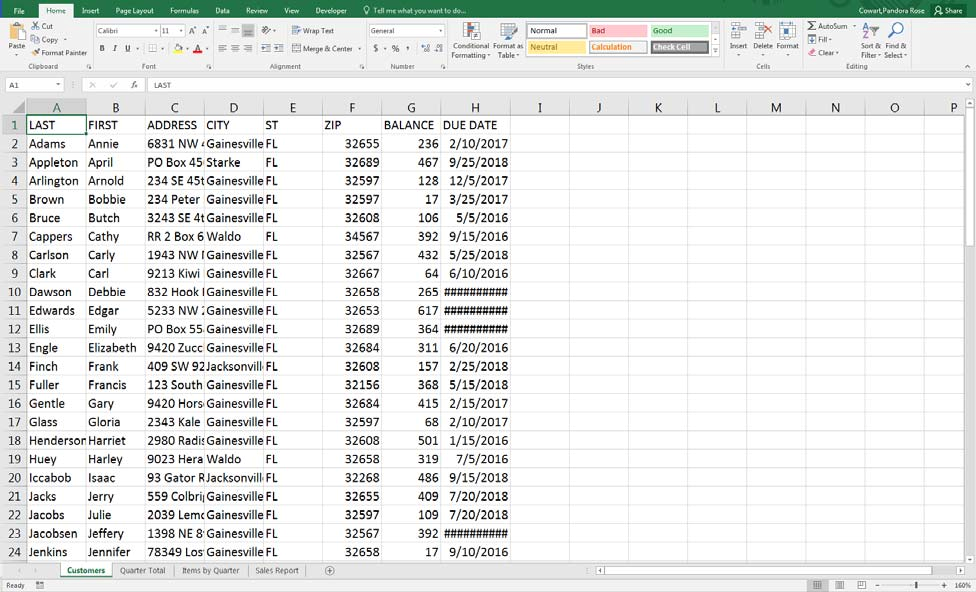 File Home Insert Page Layout Formulas Data Review View Developer Tell me what you want to do... Cowart,Pandora Rose Share
Paste Cut Copy Format Painter Clipboard
Calibri 11 A A B I U A Font
Wrap Text Merge & Center Alignment
General $ % , Number
Conditional Formatting Format as Table Normal Bad Good Neutral Calculation Check Cell Styles
Insert Delete Format Cells
AutoSum Fill Clear Sort & Filter Find & Select Editing
A1 fx LAST
A B C D E F G H I J K L M N O P
1 LAST FIRST ADDRESS CITY ST ZIP BALANCE DUE DATE
2 Adams Annie 6831 NW Gainesville FL 32655 236 2/10/2017
3 Appleton April PO Box 45 Starke FL 32689 467 9/25/2018
4 Arlington Arnold 234 SE 45t Gainesville FL 32597 128 12/5/2017
5 Brown Bobbie 234 Peter Gainesville FL 32597 17 3/25/2017
6 Bruce Butch 3243 SE 4t Gainesville FL 32608 106 5/5/2016
7 Cappers Cathy RR 2 Box 6 Waldo FL 34567 392 9/15/2016
8 Carlson Carly 1943 NW Gainesville FL 32567 432 5/25/2018
9 Clark Carl 9213 Kiwi Gainesville FL 32667 64 6/10/2016
10 Dawson Debbie 832 Hook Gainesville FL 32658 265 ##########
11 Edwards Edgar 5233 NW Gainesville FL 32653 617 ##########
12 Ellis Emily PO Box 55 Gainesville FL 32689 364 ##########
13 Engle Elizabeth 9420 Zucc Gainesville FL 32684 311 6/20/2016
14 Finch Frank 409 SW 92 Jacksonvill FL 32608 157 2/25/2018
15 Fuller Francis 123 South Gainesville FL 32156 368 5/15/2018
16 Gentle Gary 9420 Hors Gainesville FL 32684 415 2/15/2017
17 Glass Gloria 2343 Kale Gainesville FL 32597 68 2/10/2017
18 Henderson Harriet 2980 Radis Gainesville FL 32608 501 1/15/2016
19 Huey Harley 9023 Hera Waldo FL 32658 319 7/5/2016
20 Iccabob Isaac 93 Gator R Jacksonvill FL 32268 486 9/15/2018
21 Jacks Jerry 559 Colbri Gainesville FL 32655 409 7/20/2018
22 Jacobs Julie 2039 Lem Gainesville FL 32597 109 7/20/2018
23 Jacobsen Jeffery 1398 NE 8 Gainesville FL 32567 392 ##########
24 Jenkins Jennifer 78349 Los Gainesville FL 32658 17 9/10/2016
Customers Quarter Total Items by Quarter Sales Report
Ready 160%